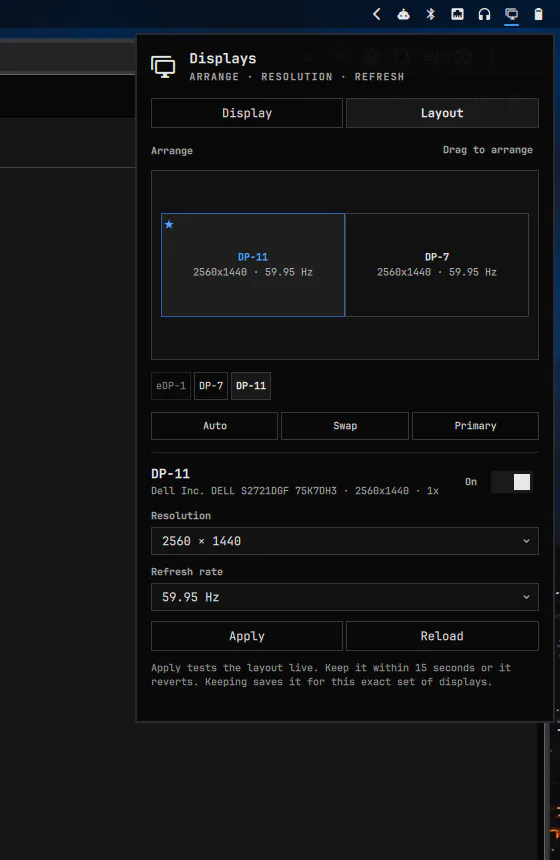 Displays
ARRANGE · RESOLUTION · REFRESH
Display
Layout
Arrange
Drag to arrange
★
DP-11
2560x1440 · 59.95 Hz
DP-7
2560x1440 · 59.95 Hz
eDP-1
DP-7
DP-11
Auto
Swap
Primary
DP-11
Dell Inc. DELL S2721DGF 75K7DH3 · 2560x1440 · 1x
On
Resolution
2560 × 1440
Refresh rate
59.95 Hz
Apply
Reload
Apply tests the layout live. Keep it within 15 seconds or it
reverts. Keeping saves it for this exact set of displays.